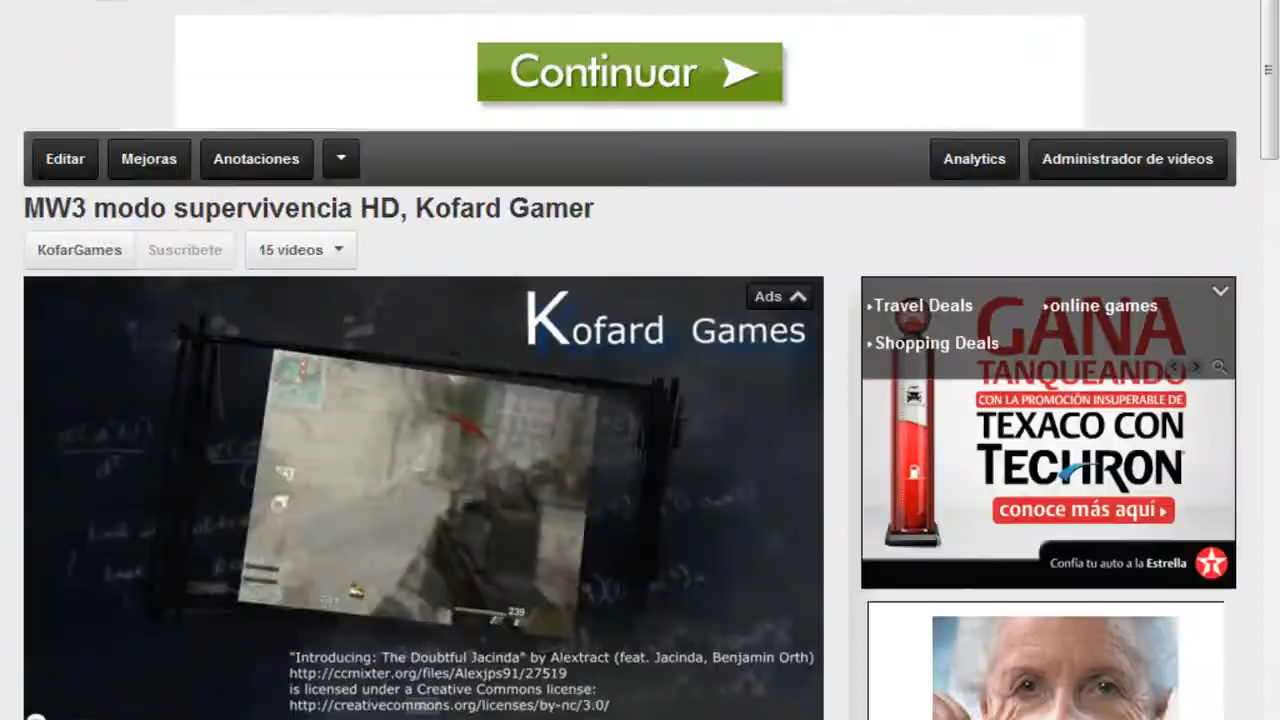 Continuar
Editar
Mejoras
Anotaciones
Analytics
Administrador de videos
MW3 modo supervivencia HD, Kofard Gamer
KofarGames
Suscríbete
15 videos
Ads
Kofard Games
239
"Introducing: The Doubtful Jacinda" by Alextract (feat. Jacinda, Benjamin Orth)
http://ccmixter.org/files/Alexjps91/27519
is licensed under a Creative Commons license:
http://creativecommons.org/licenses/by-nc/3.0/
Travel Deals
online games
Shopping Deals
GANA
TANQUEANDO
CON LA PROMOCIÓN INSUPERABLE DE
TEXACO CON
TECHRON
conoce más aquí
Confía tu auto a la Estrella